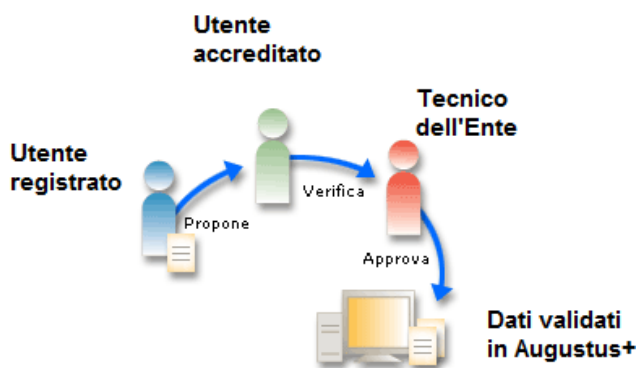 Utente
accreditato
Tecnico
dell'Ente
Utente
registrato
Verifica
Propone
Approva
Dati validati
in Augustus+